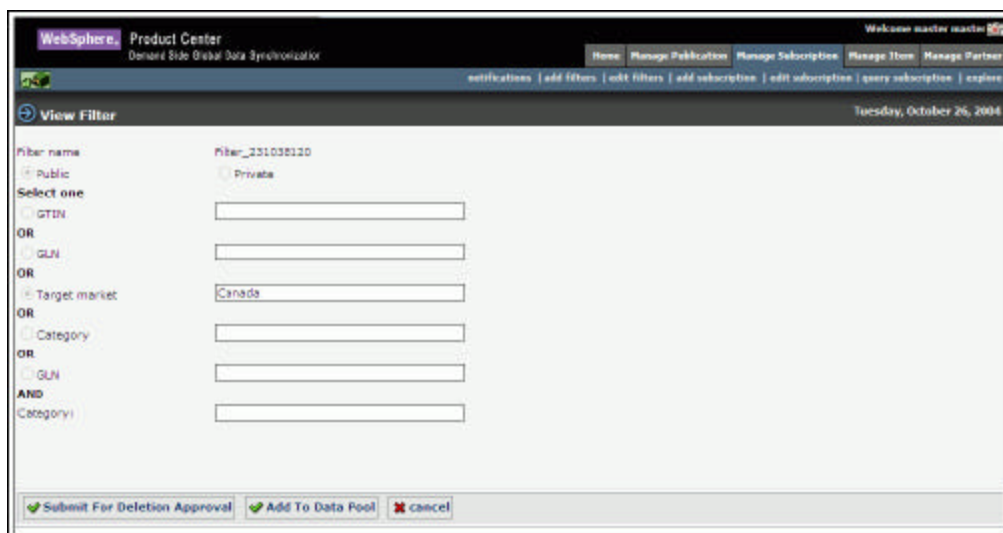 WebSphere. Product Center
Demand Side Global Data Synchronization
Welcome master master
Home Manage Publication Manage Subscription Manage Item Manage Partner
notifications | add filters | edit filters | add subscription | edit subscription | query subscription | explore
View Filter
Tuesday, October 26, 2004
Filter name Filter_231038120
Public Private
Select one
GTIN
OR
GLN
OR
Target market Canada
OR
Category
OR
GLN
AND
Category:
Submit For Deletion Approval Add To Data Pool cancel